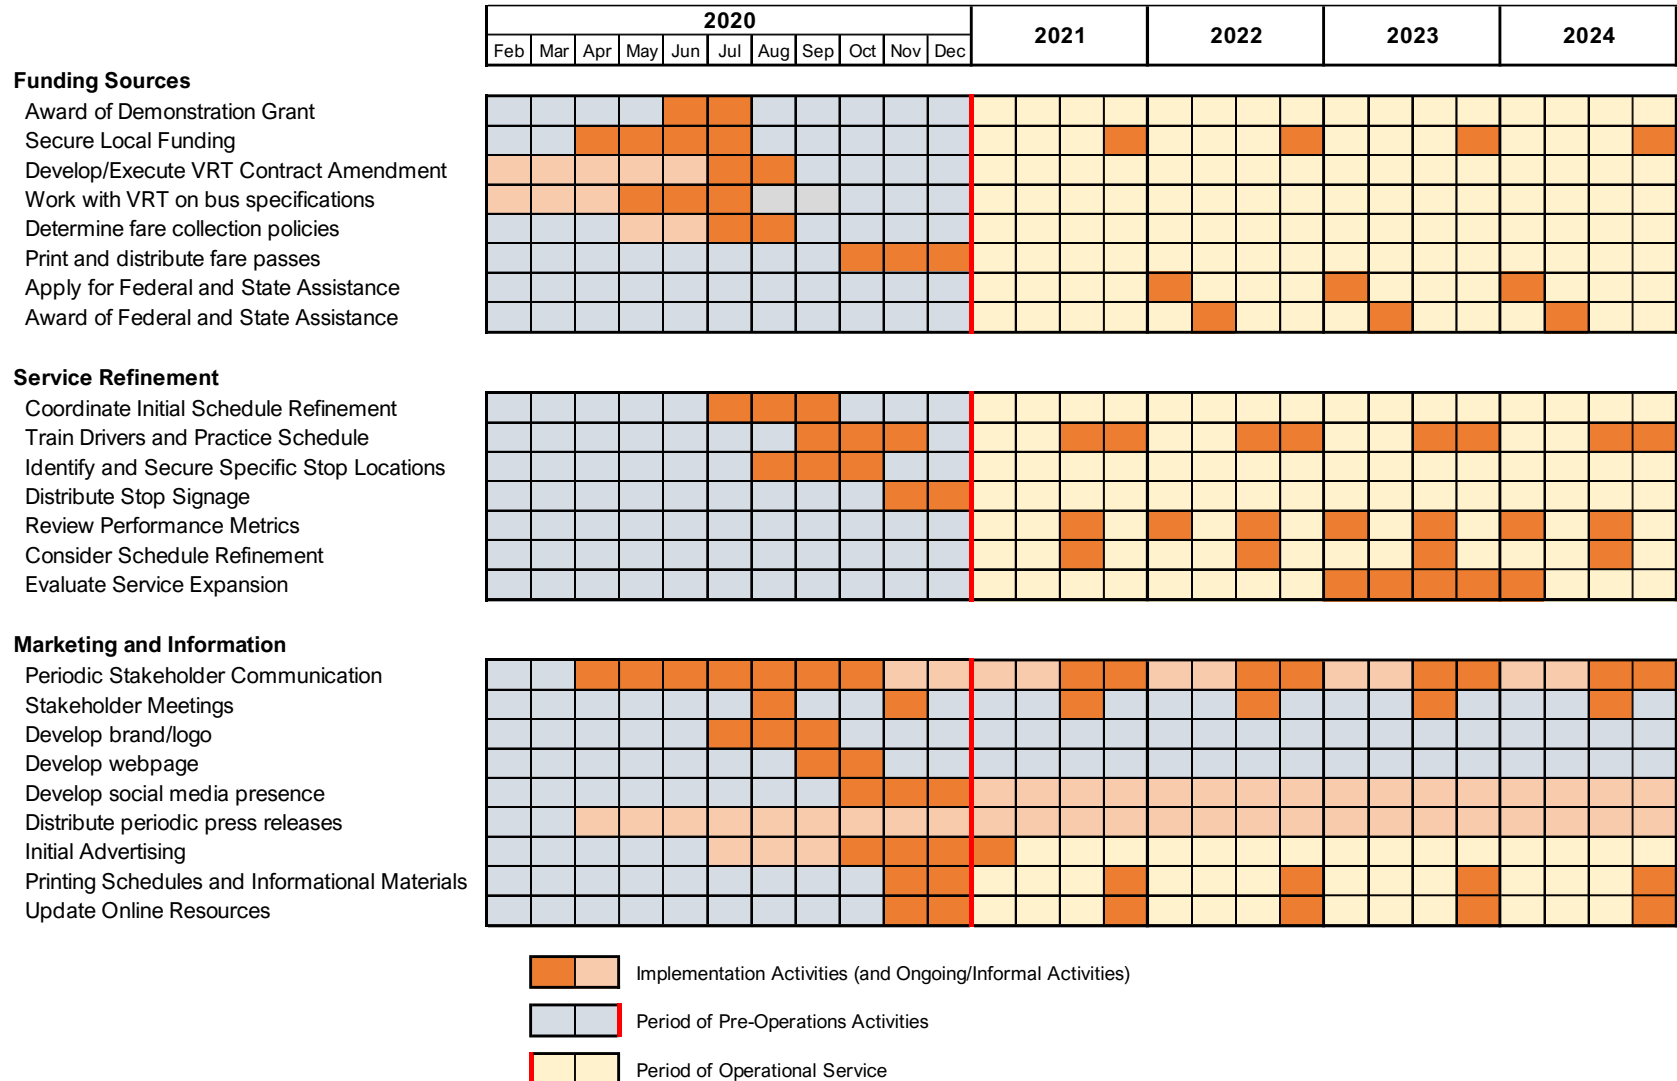 2020
2021 2022 2023 2024
Feb Mar Apr May Jun Jul Aug Sep Oct Nov Dec
Funding Sources
Award of Demonstration Grant
Secure Local Funding
Develop/Execute VRT Contract Amendment
Work with VRT on bus specifications
Determine fare collection policies
Print and distribute fare passes
Apply for Federal and State Assistance
Award of Federal and State Assistance
Service Refinement
Coordinate Initial Schedule Refinement
Train Drivers and Practice Schedule
Identify and Secure Specific Stop Locations
Distribute Stop Signage
Review Performance Metrics
Consider Schedule Refinement
Evaluate Service Expansion
Marketing and Information
Periodic Stakeholder Communication
Stakeholder Meetings
Develop brand/logo
Develop webpage
Develop social media presence
Distribute periodic press releases
Initial Advertising
Printing Schedules and Informational Materials
Update Online Resources
Implementation Activities (and Ongoing/Informal Activities)
Period of Pre-Operations Activities
Period of Operational Service